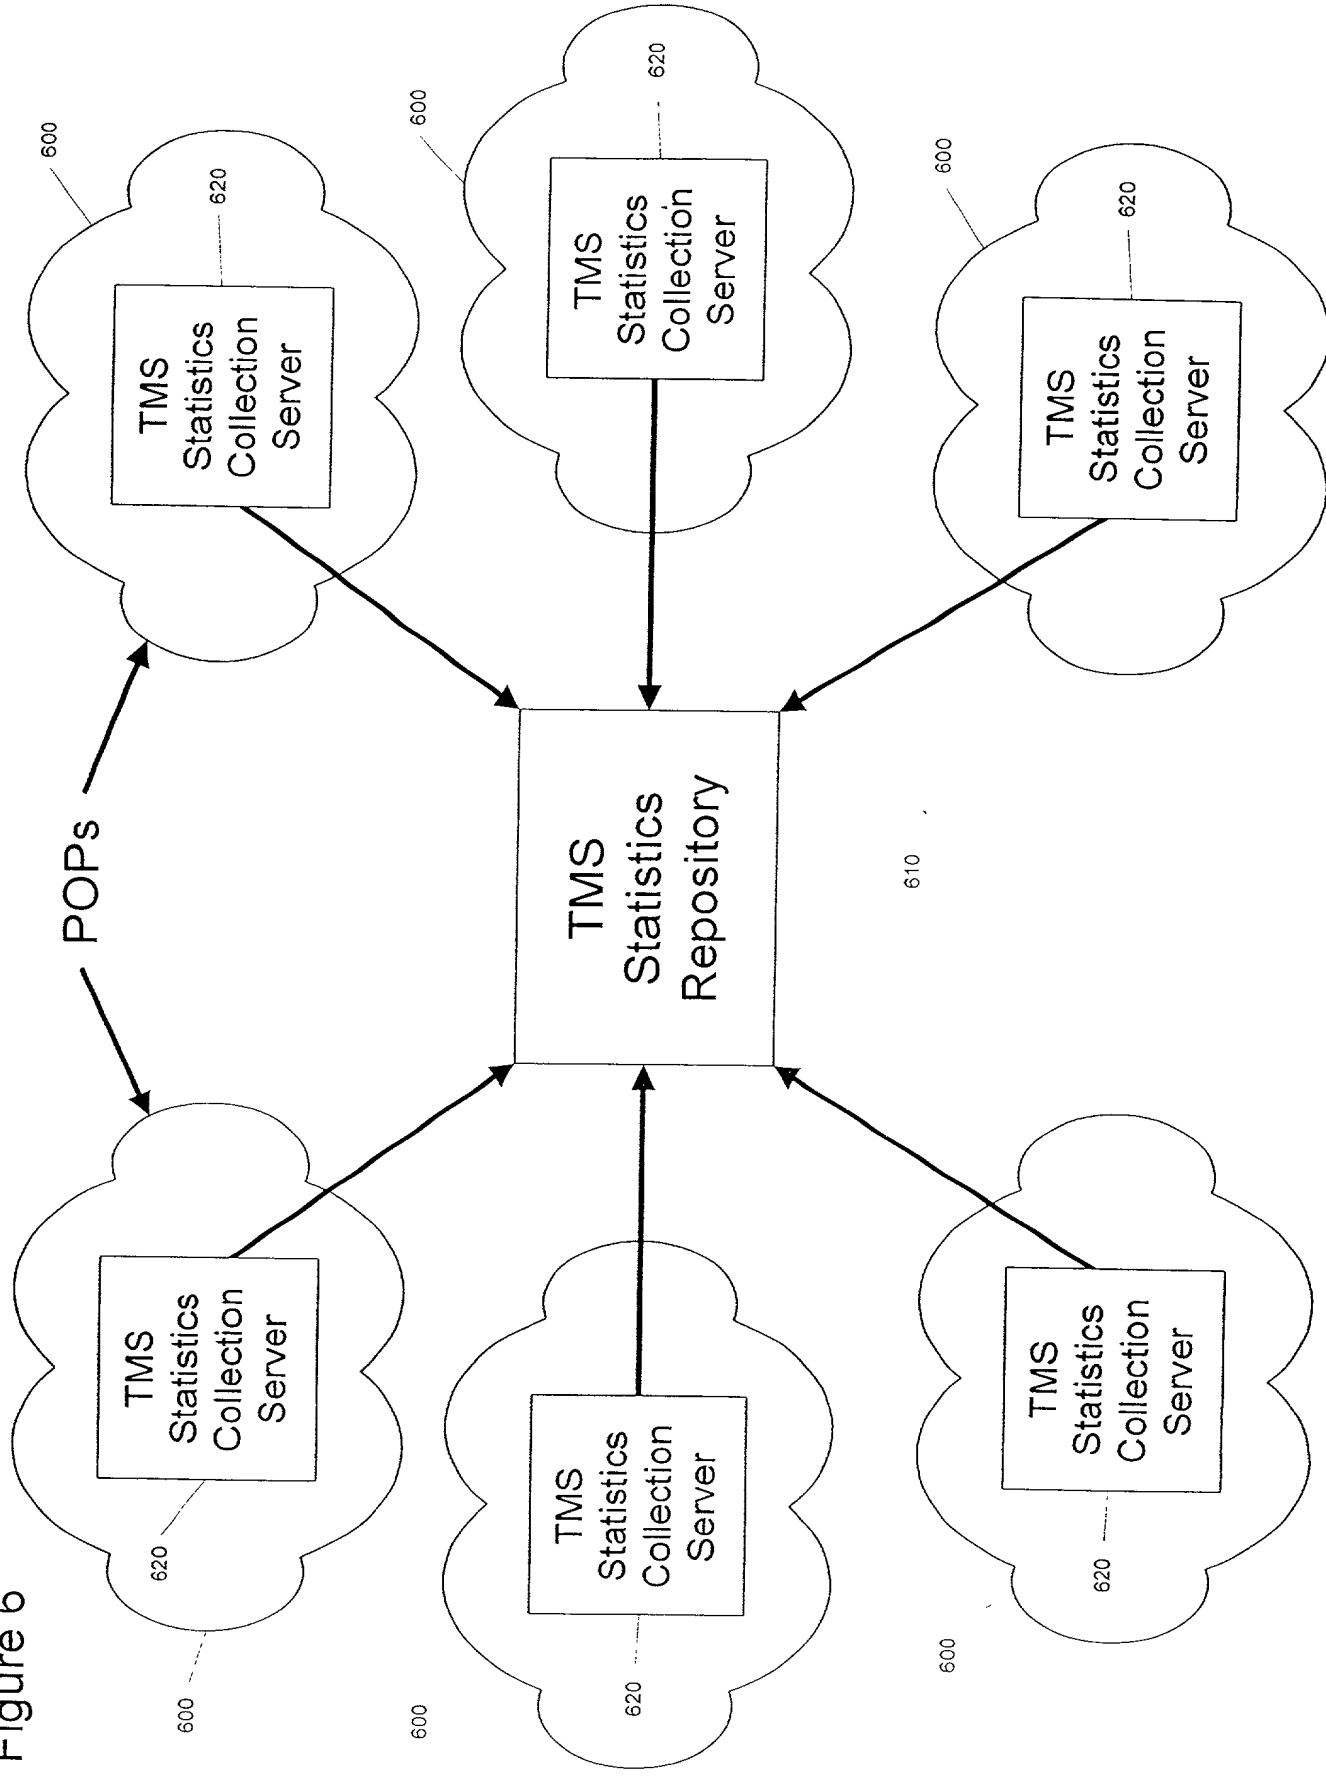 Figure 6
POPs
600
620
TMS
Statistics
Collection
Server
600
620
TMS
Statistics
Collection
Server
600
620
TMS
Statistics
Collection
Server
TMS
Statistics
Repository
610
600
620
TMS
Statistics
Collection
Server
600
620
TMS
Statistics
Collection
Server
600
620
TMS
Statistics
Collection
Server